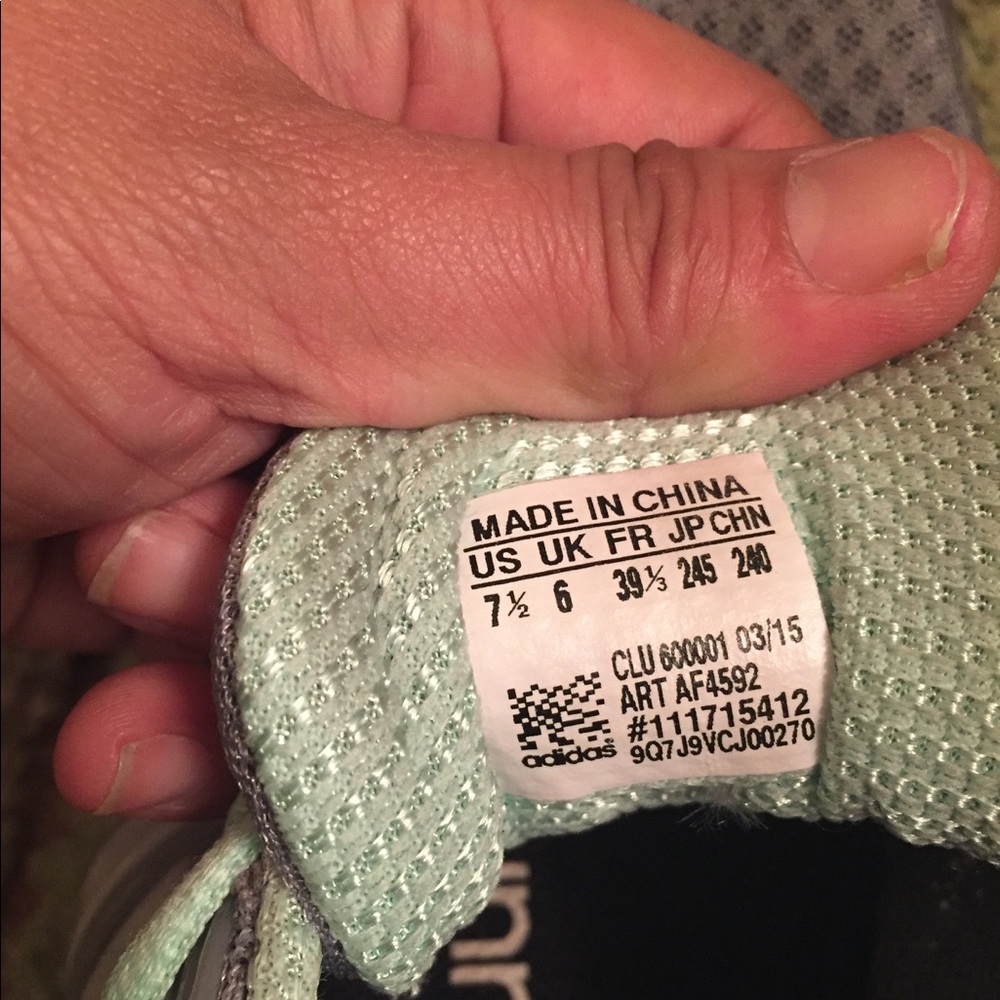 MADE IN CHINA
US UK FR JP CHN
7½ 6 39⅓ 245 240
CLU 600001 03/15
ART AF4592
#111715412
adidas 9Q7J9VCJ00270